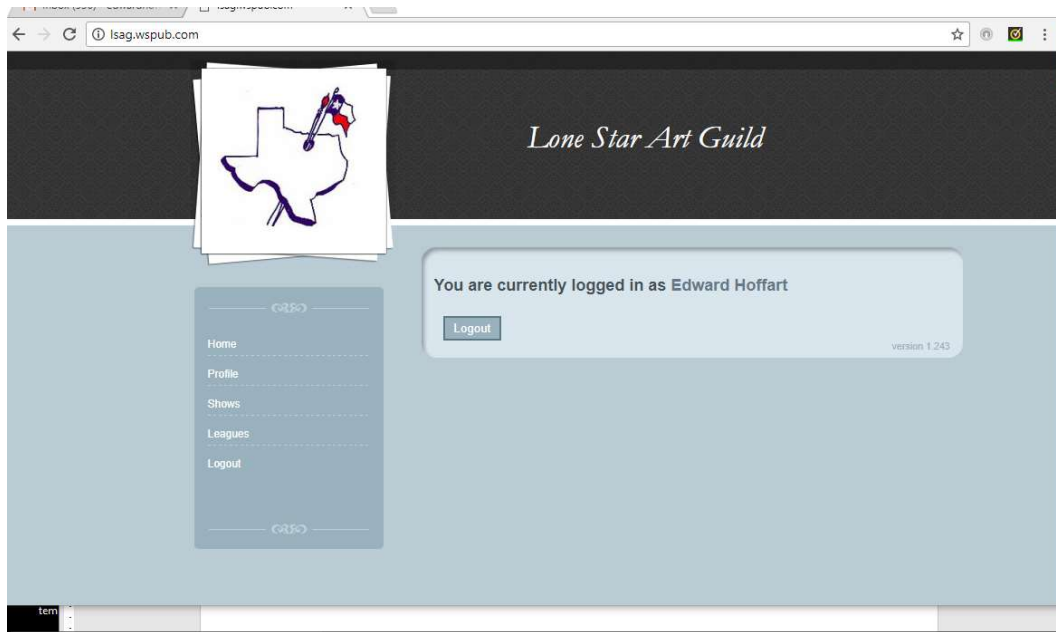 lsag.wspub.com
Lone Star Art Guild
You are currently logged in as Edward Hoffart
Logout
version 1.243
Home
Profile
Shows
Leagues
Logout
tem